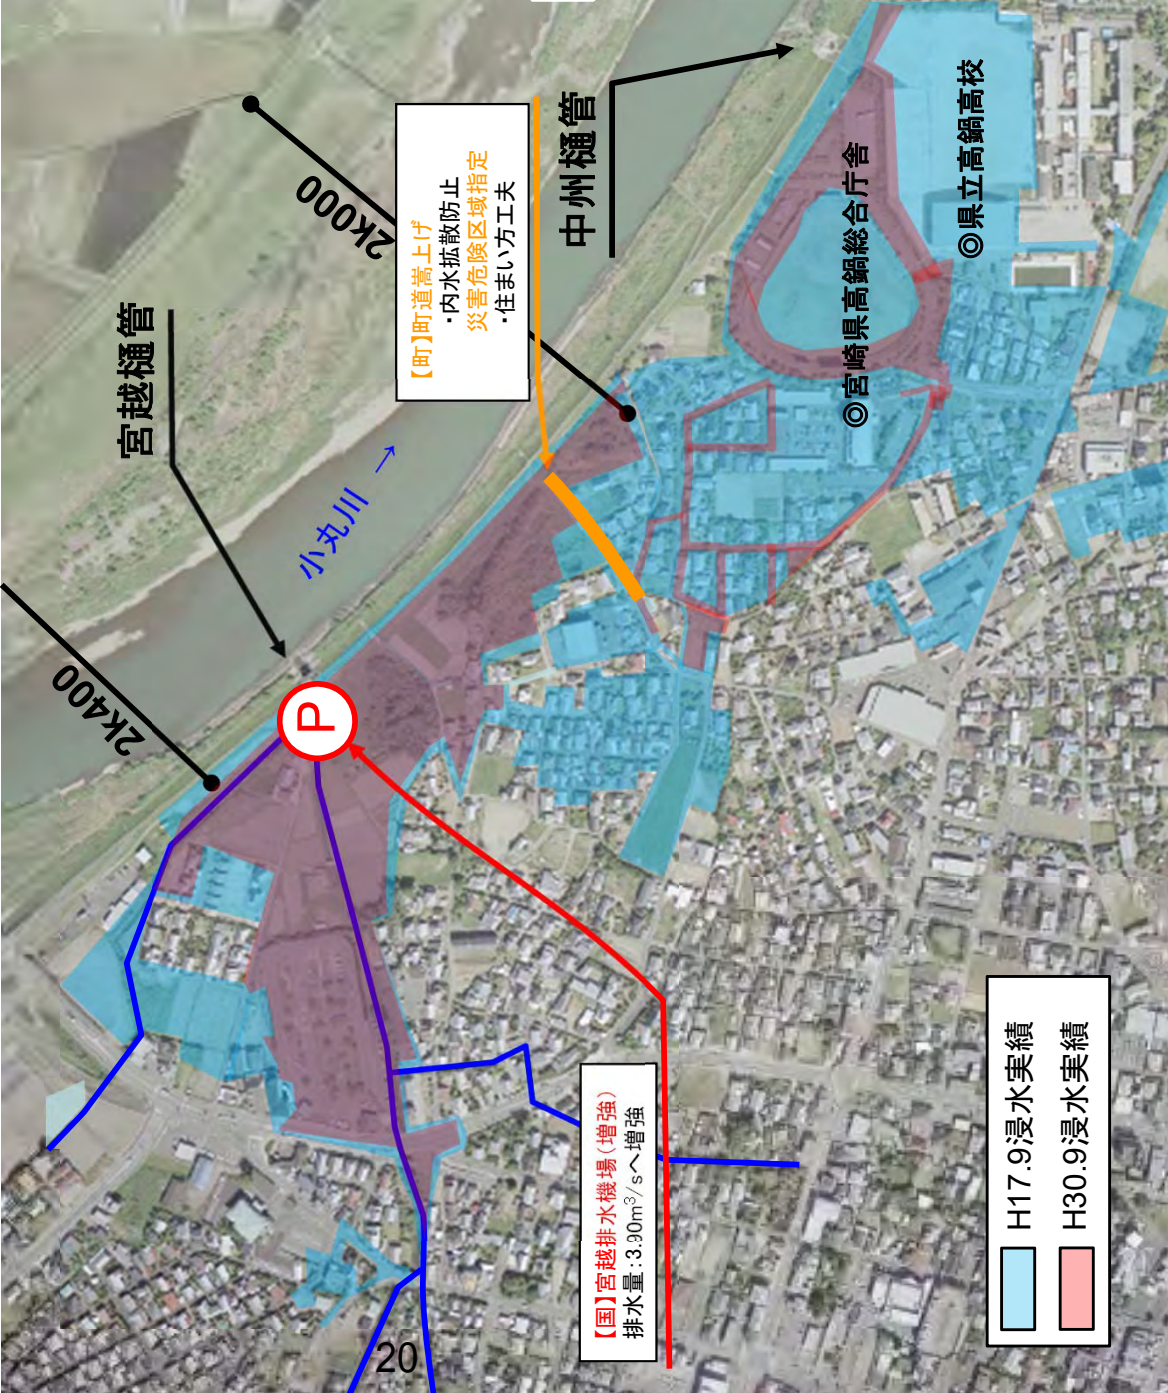 宮越樋管
2k400
2k000
小丸川 →
【町】町道嵩上げ
・内水拡散防止
災害危険区域指定
・住まい方工夫
中州樋管
◎宮崎県高鍋総合庁舎
◎県立高鍋高校
P
【国】宮越排水機場（増強）
排水量：3.90m³/sへ増強
H17.9浸水実績
H30.9浸水実績
20